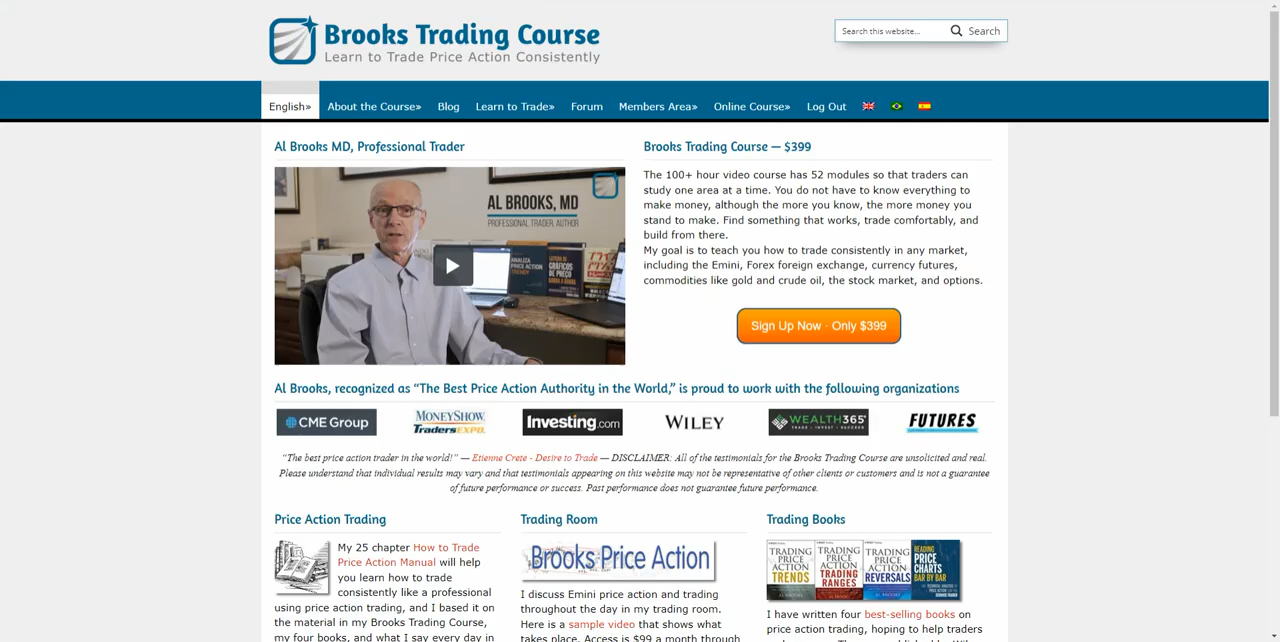 Brooks Trading Course
Learn to Trade Price Action Consistently
Search this website...
Search
English» About the Course» Blog Learn to Trade» Forum Members Area» Online Course» Log Out
Al Brooks MD, Professional Trader
AL BROOKS, MD
PROFESSIONAL TRADER, AUTHOR
Brooks Trading Course — $399
The 100+ hour video course has 52 modules so that traders can
study one area at a time. You do not have to know everything to
make money, although the more you know, the more money you
stand to make. Find something that works, trade comfortably, and
build from there.
My goal is to teach you how to trade consistently in any market,
including the Emini, Forex foreign exchange, currency futures,
commodities like gold and crude oil, the stock market, and options.
Sign Up Now · Only $399
Al Brooks, recognized as “The Best Price Action Authority in the World,” is proud to work with the following organizations
CME Group
MONEYSHOW
TradersEXPO.
Investing.com
WILEY
WEALTH365
TRADE • INVEST • SUCCEED
FUTURES
“The best price action trader in the world!” — Etienne Crete - Desire to Trade — DISCLAIMER: All of the testimonials for the Brooks Trading Course are unsolicited and real.
Please understand that individual results may vary and that testimonials appearing on this website may not be representative of other clients or customers and is not a guarantee
of future performance or success. Past performance does not guarantee future performance.
Price Action Trading
My 25 chapter How to Trade
Price Action Manual will help
you learn how to trade
consistently like a professional
using price action trading, and I based it on
the material in my Brooks Trading Course,
my four books, and what I say every day in
Trading Room
Brooks Price Action
I discuss Emini price action and trading
throughout the day in my trading room.
Here is a sample video that shows what
takes place. Access is $99 a month through
Trading Books
TRADING
PRICE
ACTION
TRENDS
TRADING
PRICE
ACTION
TRADING
RANGES
TRADING
PRICE
ACTION
REVERSALS
READING
PRICE
CHARTS
BAR BY
BAR
I have written four best-selling books on
price action trading, hoping to help traders